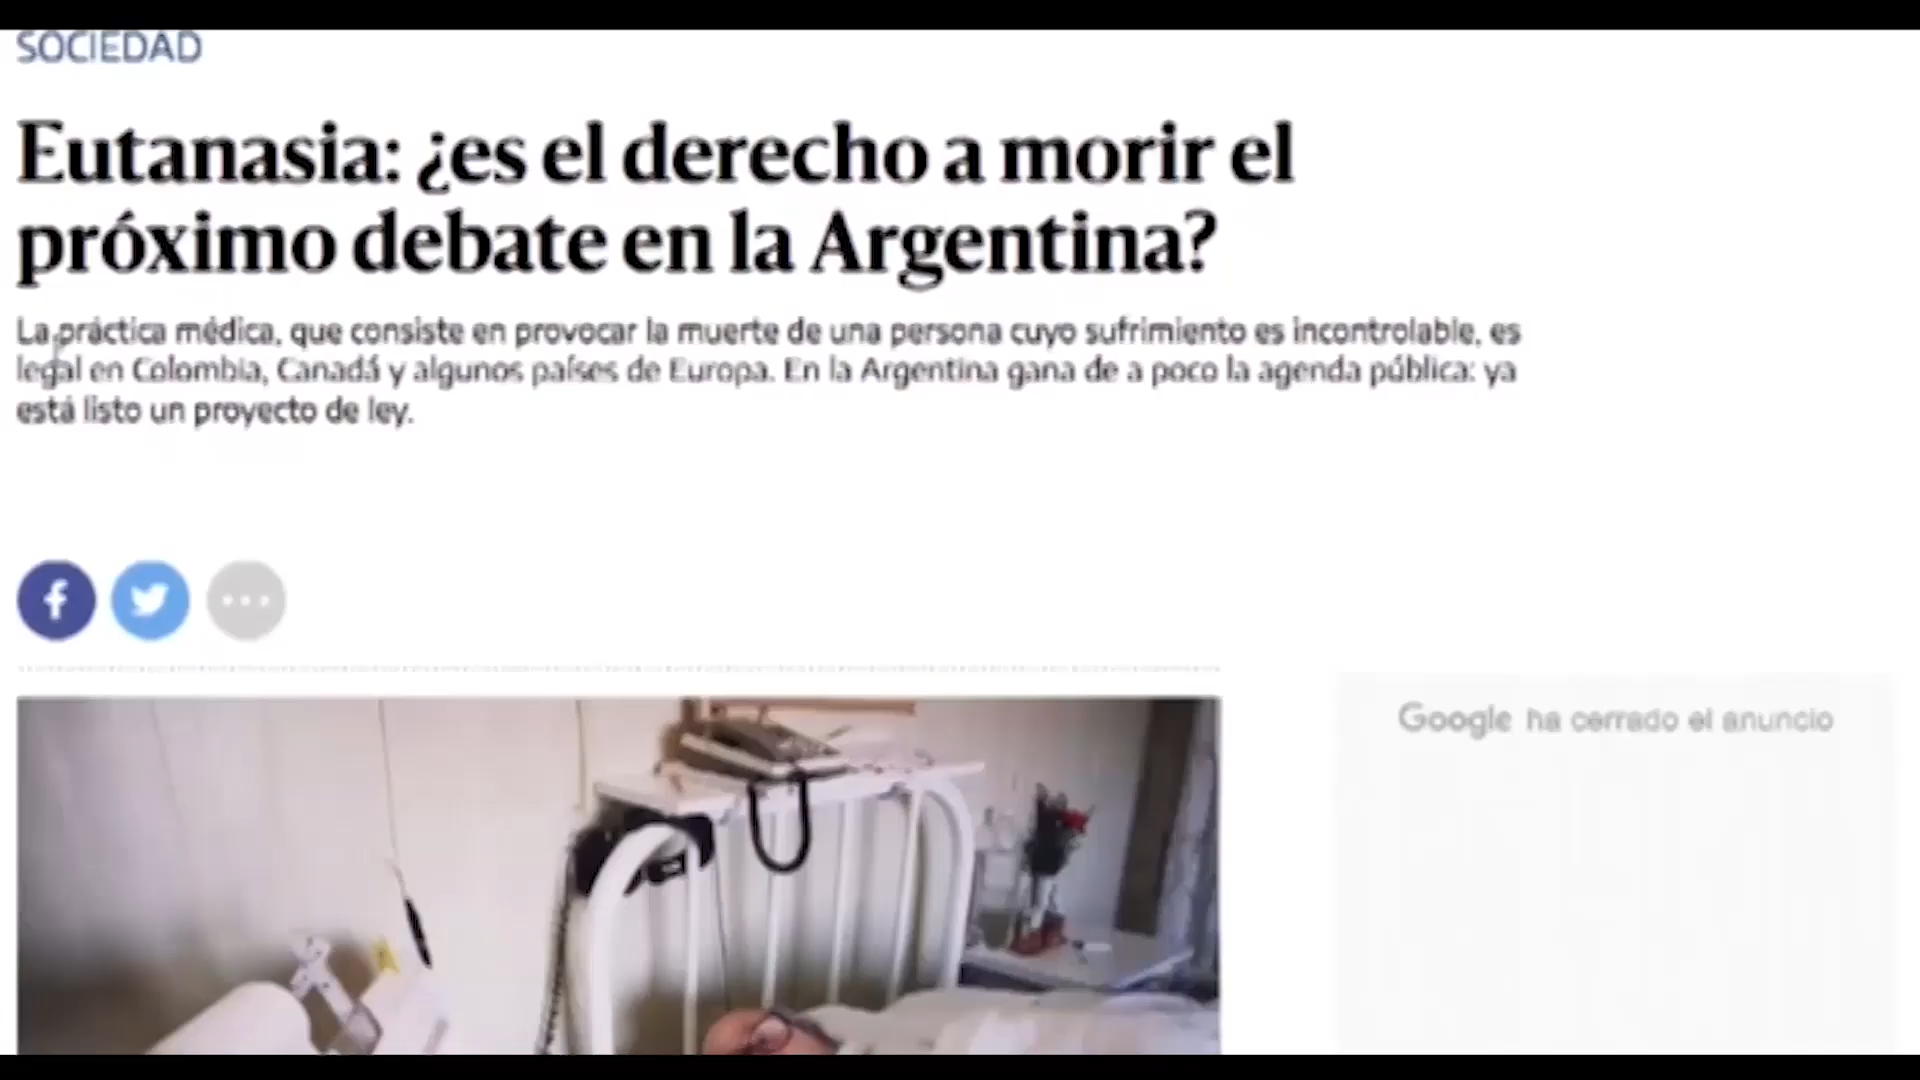 SOCIEDAD
Eutanasia: ¿es el derecho a morir el
próximo debate en la Argentina?
La práctica médica, que consiste en provocar la muerte de una persona cuyo sufrimiento es incontrolable, es
legal en Colombia, Canadá y algunos países de Europa. En la Argentina gana de a poco la agenda pública: ya
está listo un proyecto de ley.
Google ha cerrado el anuncio